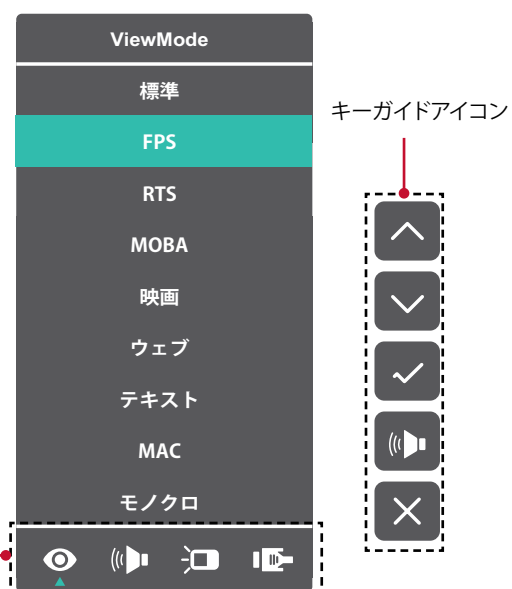 ViewMode
標準
FPS
RTS
MOBA
映画
ウェブ
テキスト
MAC
モノクロ
キーガイドアイコン